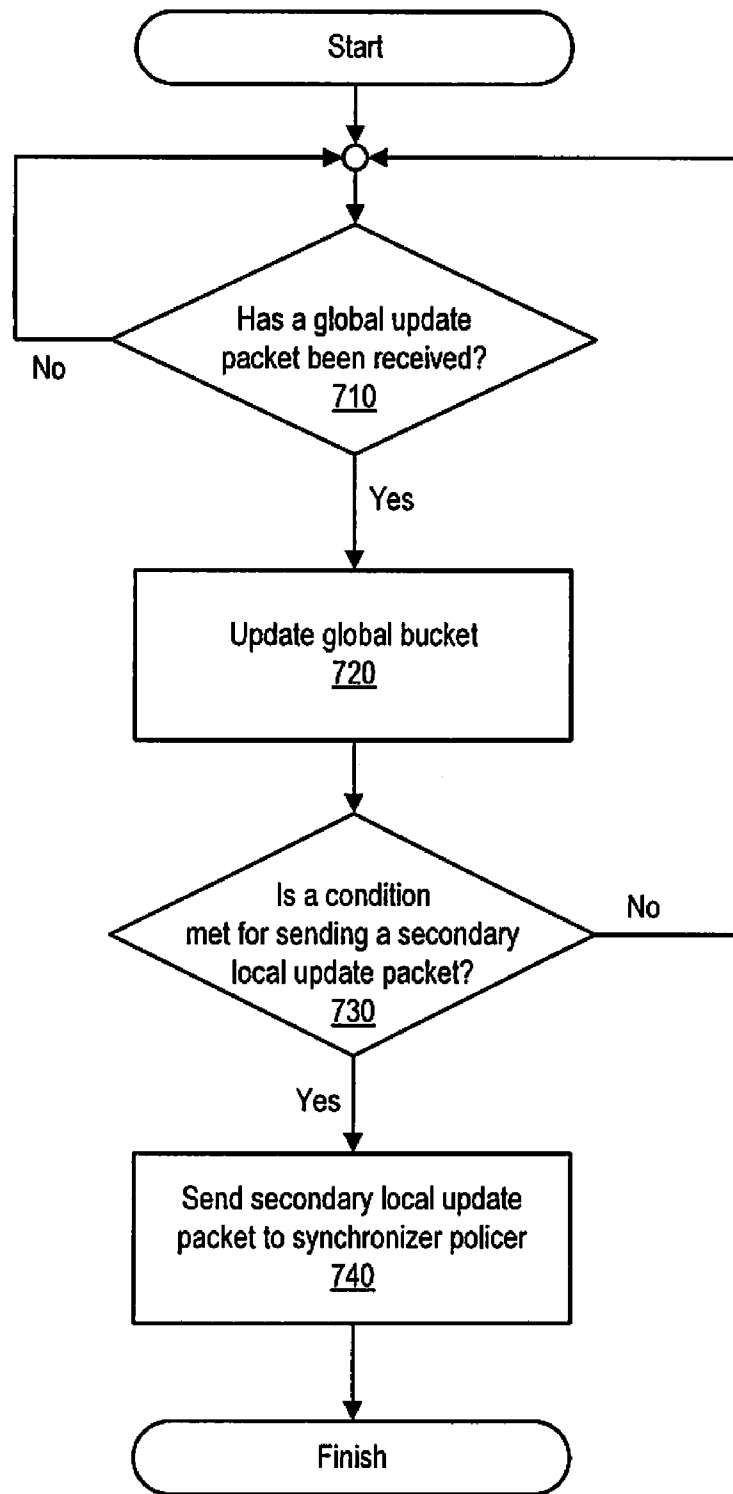 Start
Has a global update
packet been received?
710
No
Yes
Update global bucket
720
Is a condition
met for sending a secondary
local update packet?
730
No
Yes
Send secondary local update
packet to synchronizer policer
740
Finish